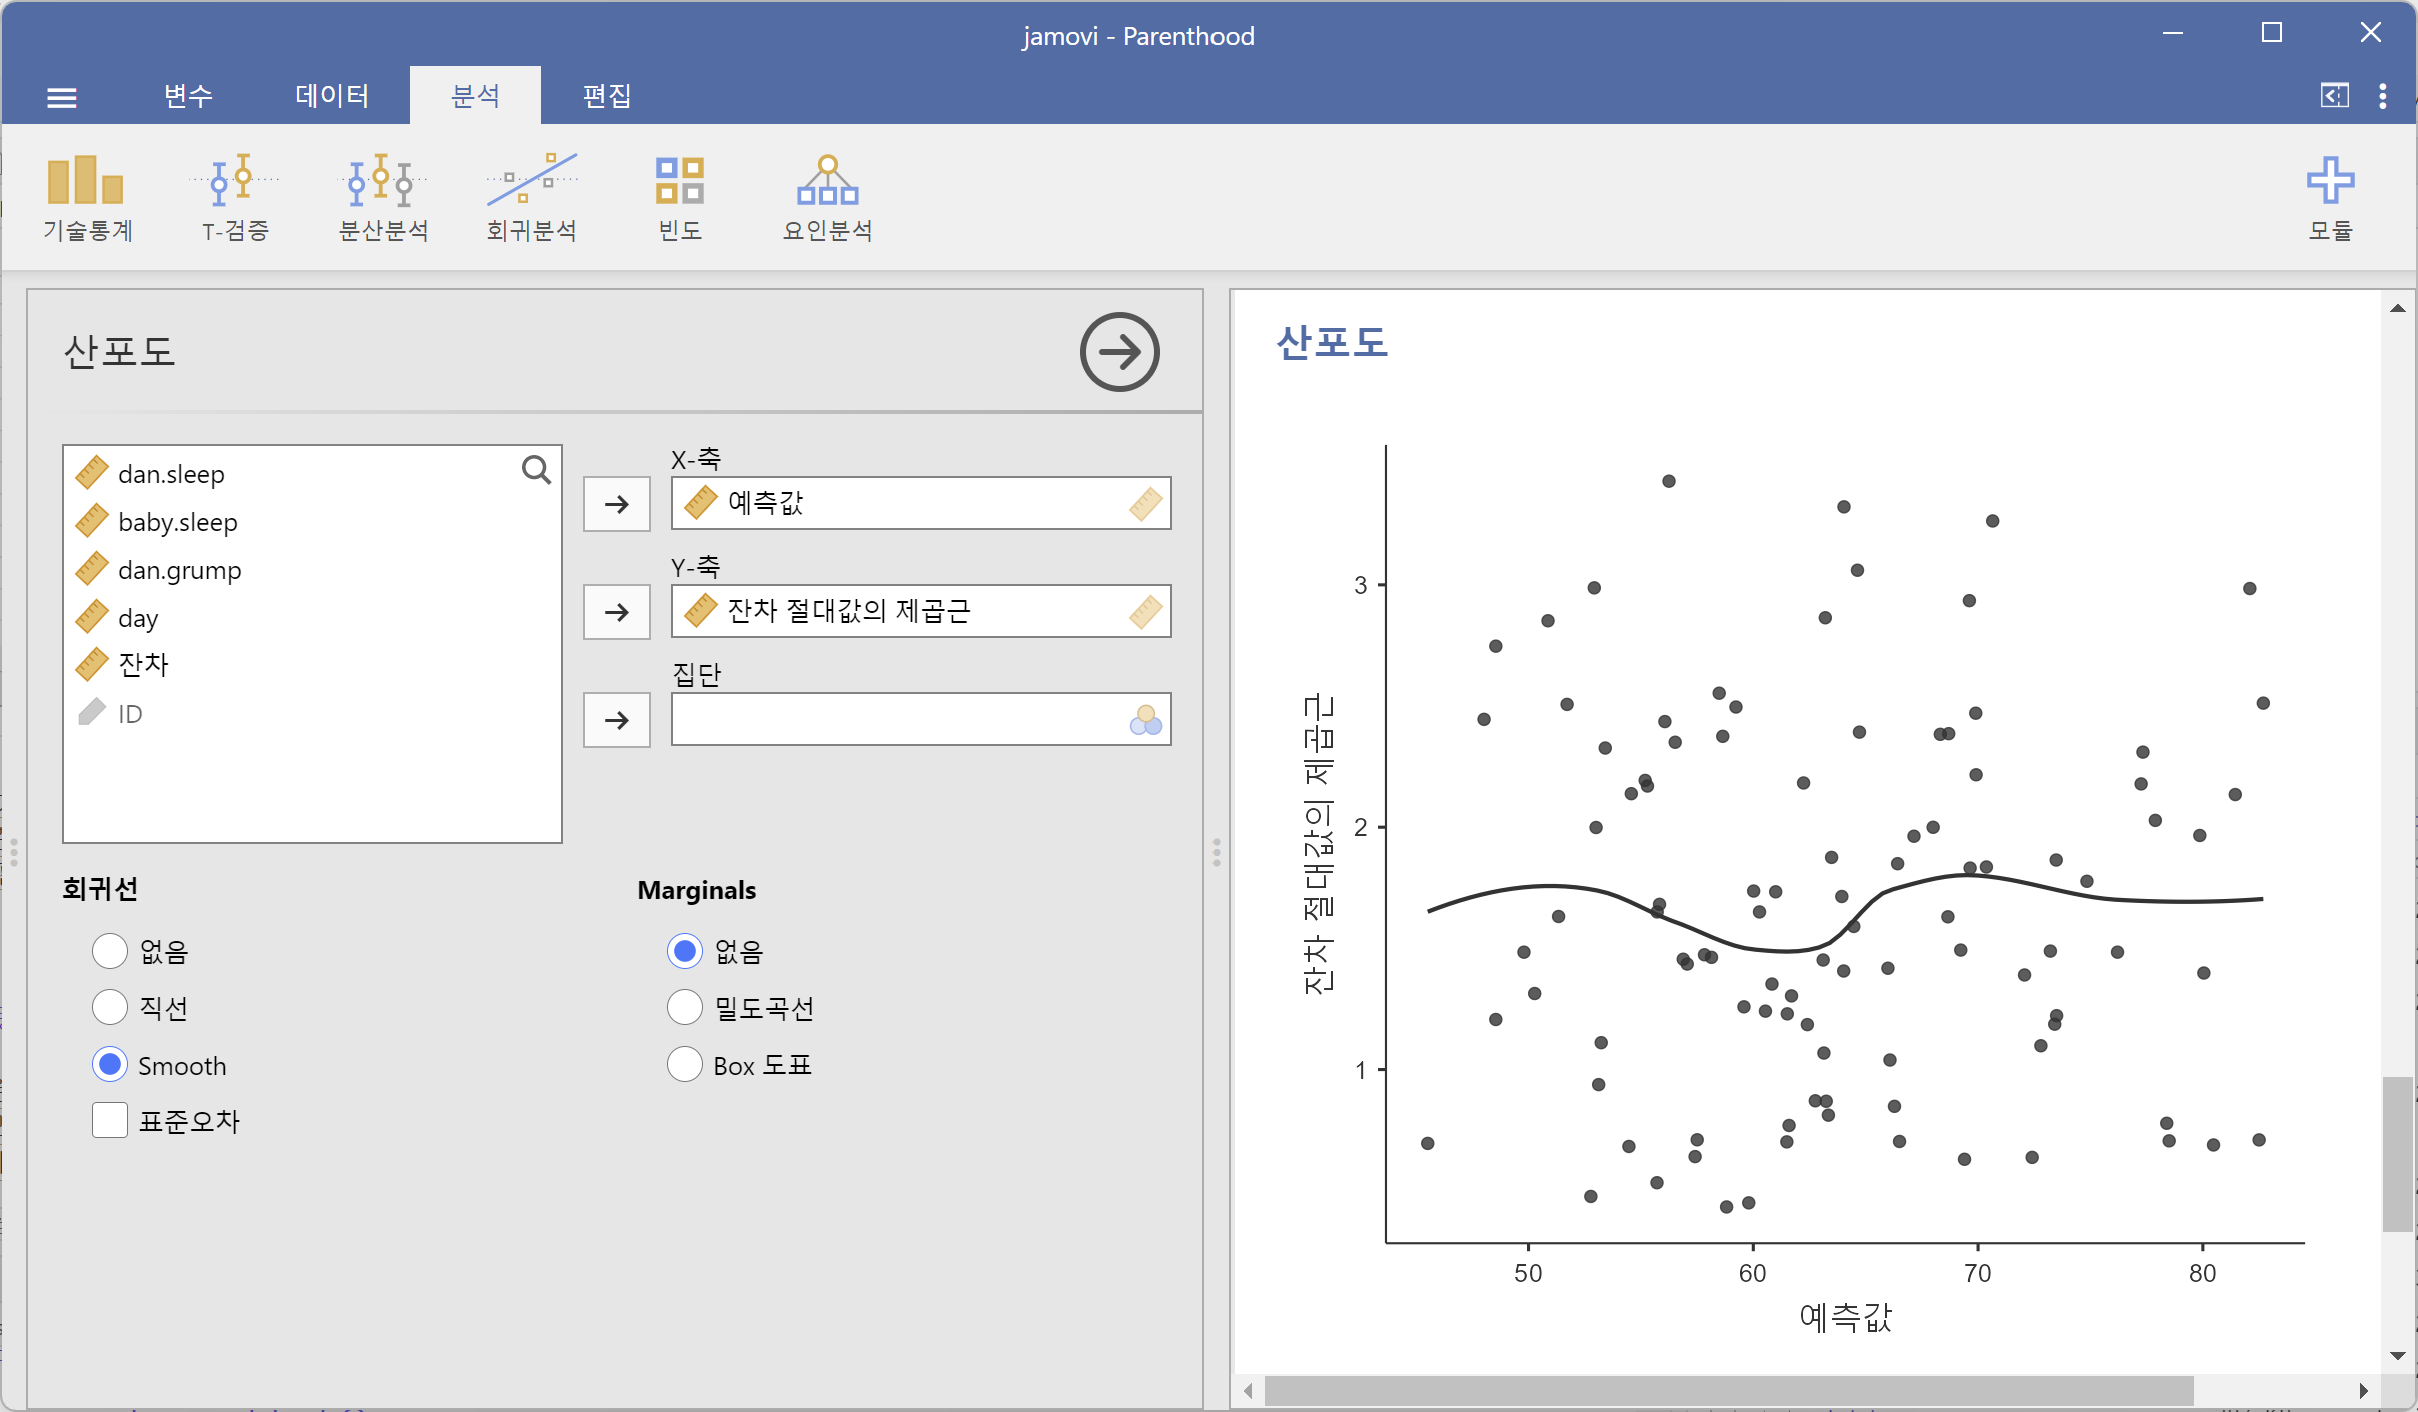 jamovi - Parenthood
변수 데이터 분석 편집
기술통계 T-검증 분산분석 회귀분석 빈도 요인분석 모듈
산포도
dan.sleep
baby.sleep
dan.grump
day
잔차
ID
X-축
예측값
Y-축
잔차 절대값의 제곱근
집단
회귀선
없음
직선
Smooth
표준오차
Marginals
없음
밀도곡선
Box 도표
산포도
잔차 절대값의 제곱근
3
2
1
50 60 70 80
예측값